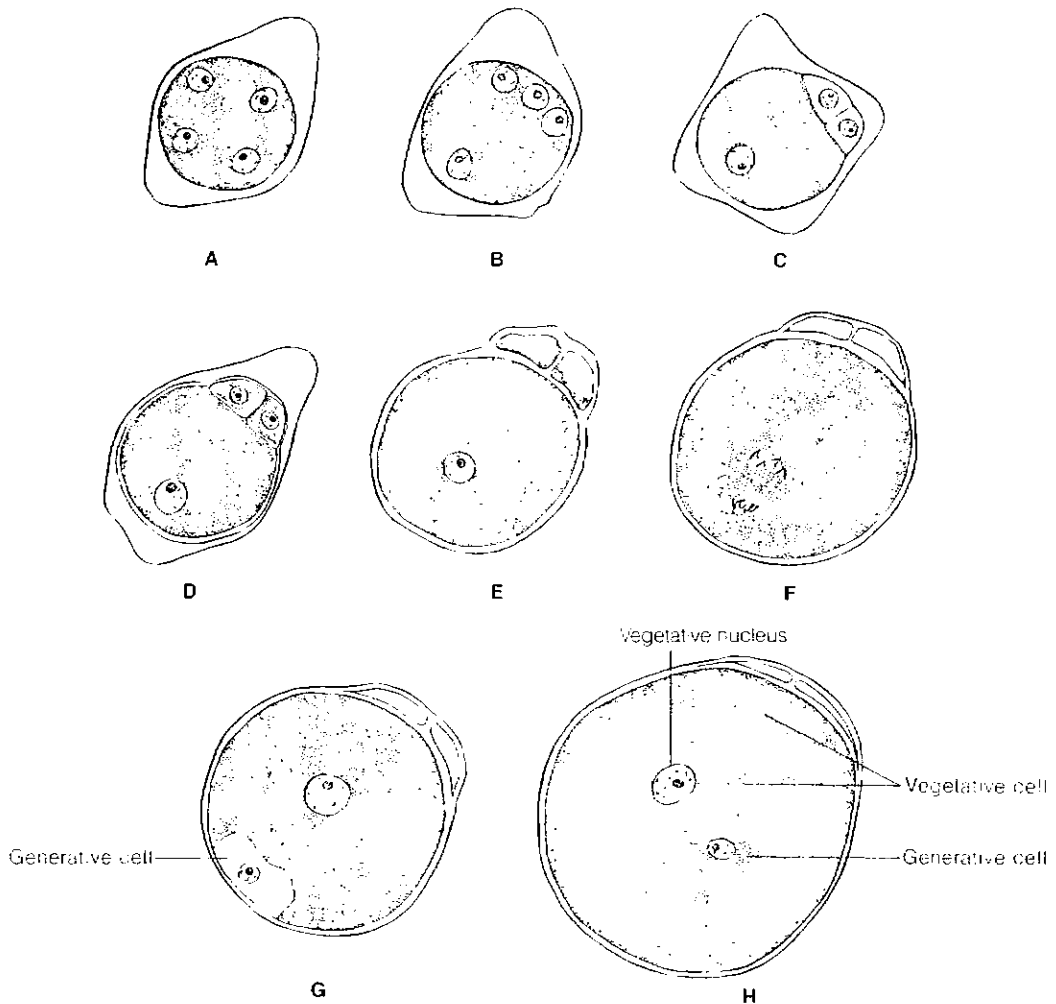 A
B
C
D
E
F
Vegetative nucleus
Vegetative cell
Generative cell
Generative cell
G
H